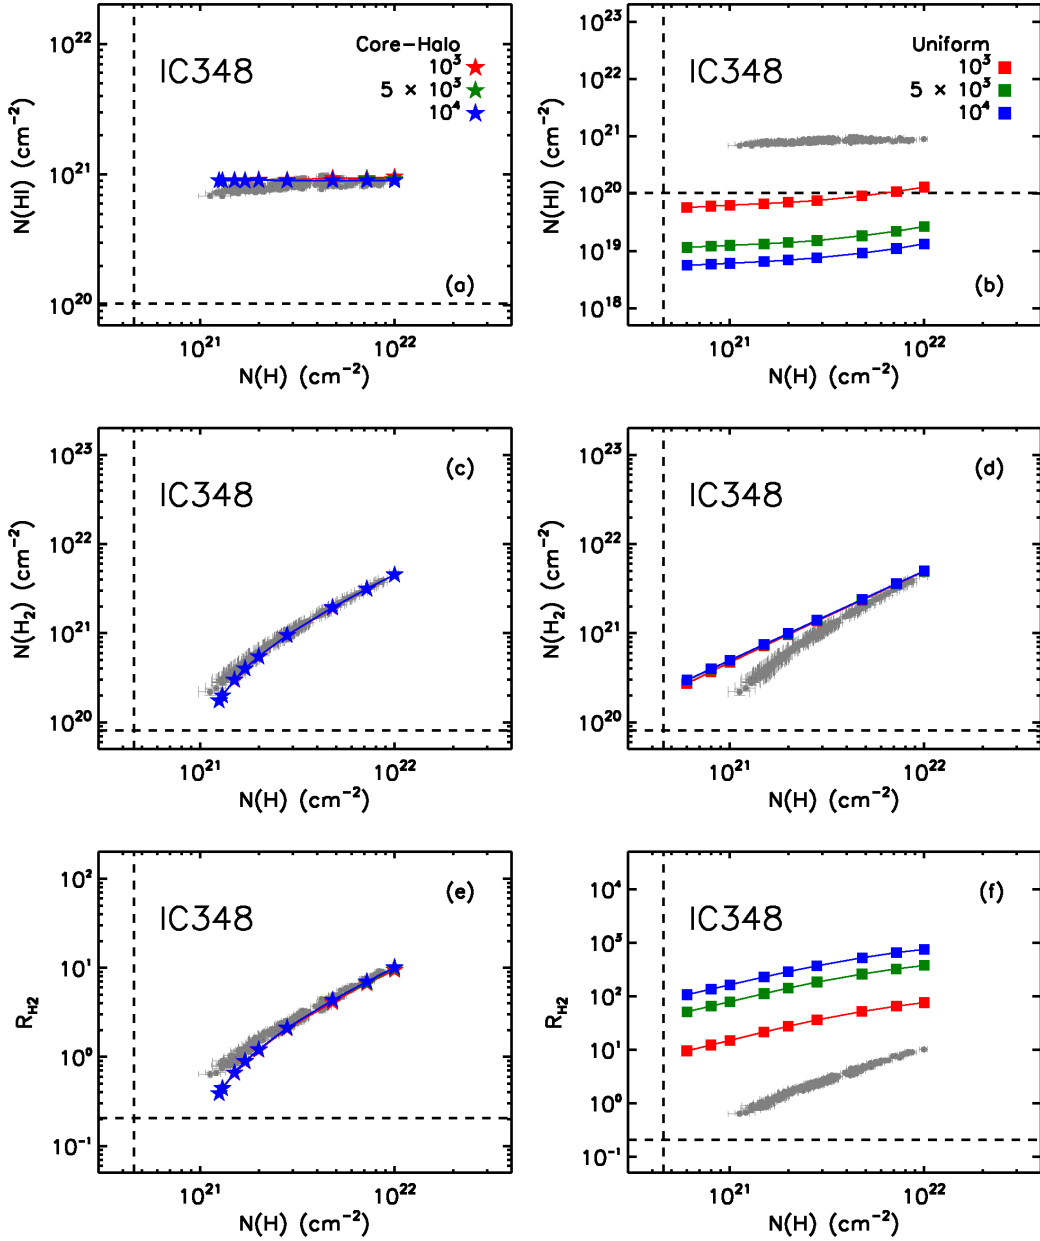 10²² 10²¹ 10²⁰
N(HI) (cm⁻²)
IC348
Core-Halo
10³
5 × 10³
10⁴
(a)
10²¹ 10²²
N(H) (cm⁻²)
10²³ 10²² 10²¹ 10²⁰ 10¹⁹ 10¹⁸
N(HI) (cm⁻²)
IC348
Uniform
10³
5 × 10³
10⁴
(b)
10²¹ 10²²
N(H) (cm⁻²)
10²³ 10²² 10²¹ 10²⁰
N(H₂) (cm⁻²)
IC348
(c)
10²¹ 10²²
N(H) (cm⁻²)
10²³ 10²² 10²¹ 10²⁰
N(H₂) (cm⁻²)
IC348
(d)
10²¹ 10²²
N(H) (cm⁻²)
10² 10¹ 10⁰ 10⁻¹
R_H2
IC348
(e)
10²¹ 10²²
N(H) (cm⁻²)
10⁴ 10³ 10² 10¹ 10⁰ 10⁻¹
R_H2
IC348
(f)
10²¹ 10²²
N(H) (cm⁻²)